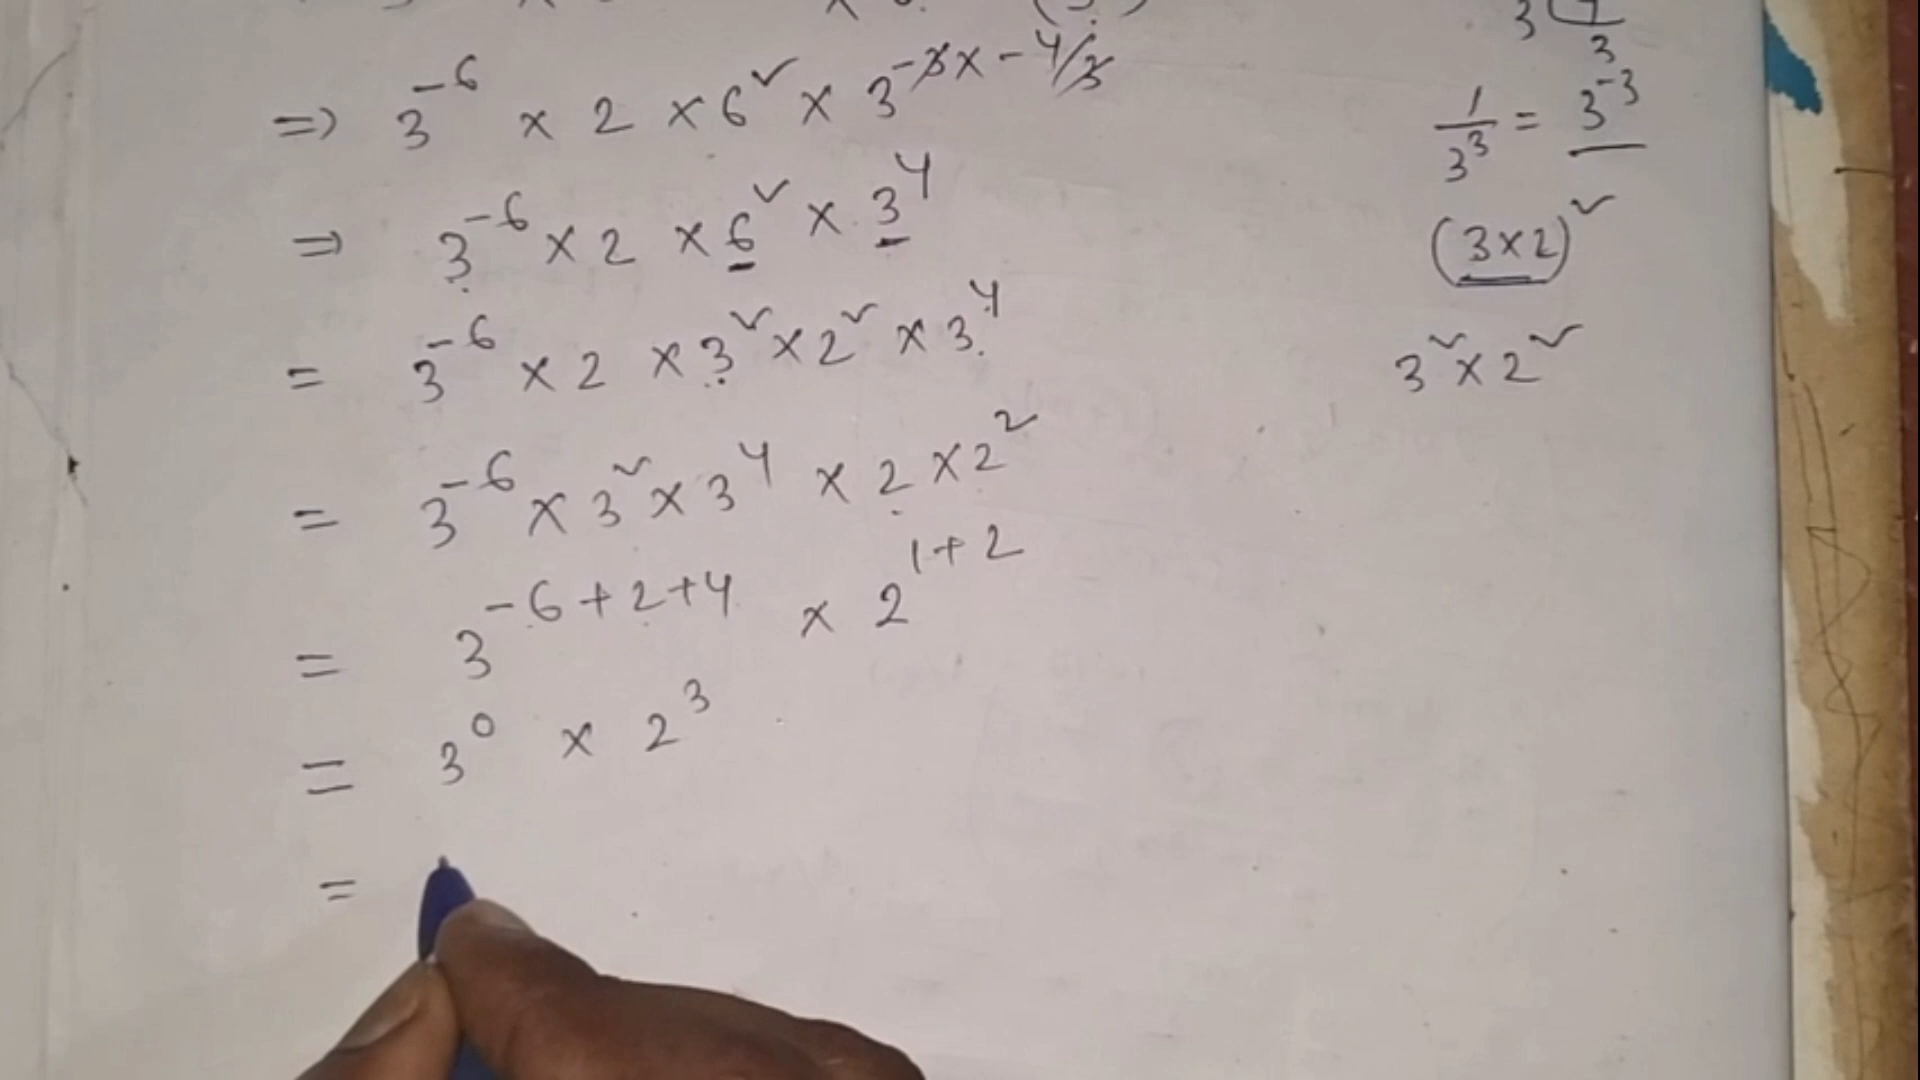 => 3^-6 × 2 × 6^2 × 3^-3×-4/3
=> 3^-6 × 2 × 6^2 × 3^4
= 3^-6 × 2 × 3^2 × 2^2 × 3^4
= 3^-6 × 3^2 × 3^4 × 2 × 2^2
= 3^-6+2+4 × 2^1+2
= 3^0 × 2^3
=
3
1/3^3 = 3^-3
(3×2)^2
3^2 × 2^2